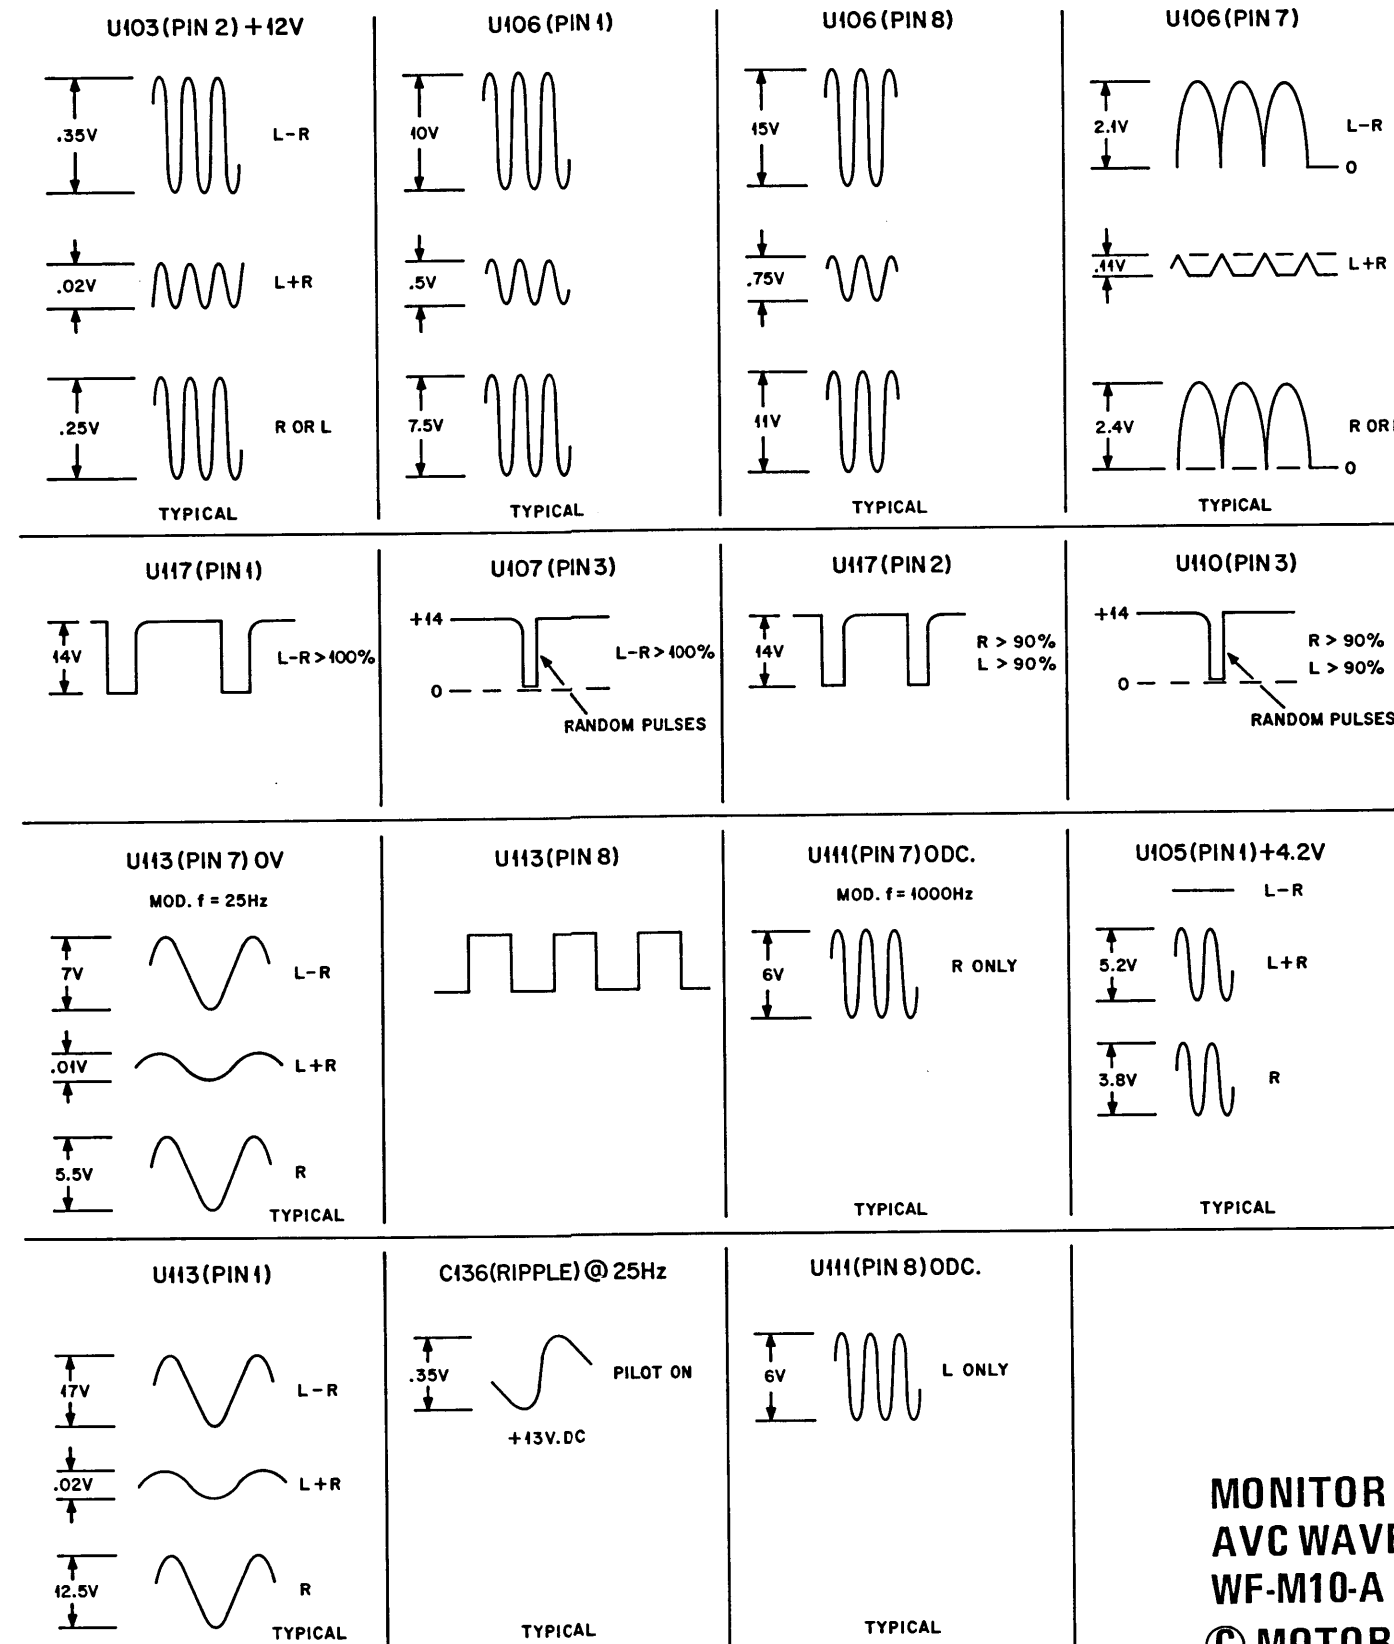 U103(PIN 2) +12V
.35V
L-R
.02V
L+R
.25V
R OR L
TYPICAL
U106(PIN 1)
10V
.5V
7.5V
TYPICAL
U106(PIN 8)
15V
.75V
11V
TYPICAL
U106(PIN 7)
2.1V
L-R
0
.11V
L+R
2.4V
R OR
0
TYPICAL
U117(PIN 1)
14V
L-R>100%
U107(PIN 3)
+14
L-R>100%
0
RANDOM PULSES
U117(PIN 2)
14V
R > 90%
L > 90%
U110(PIN 3)
+14
R > 90%
L > 90%
0
RANDOM PULSES
U113(PIN 7) 0V
MOD. f = 25Hz
7V
L-R
.01V
L+R
5.5V
R
TYPICAL
U113(PIN 8)
U111(PIN 7) 0DC.
MOD. f = 1000Hz
6V
R ONLY
TYPICAL
U105(PIN 1)+4.2V
L-R
5.2V
L+R
3.8V
R
TYPICAL
U113(PIN 1)
17V
L-R
.02V
L+R
12.5V
R
TYPICAL
C136(RIPPLE) @ 25Hz
.35V
PILOT ON
+13V.DC
TYPICAL
U111(PIN 8) 0DC.
6V
L ONLY
TYPICAL
MONITOR
AVC WAVE
WF-M10-A
© MOTOR